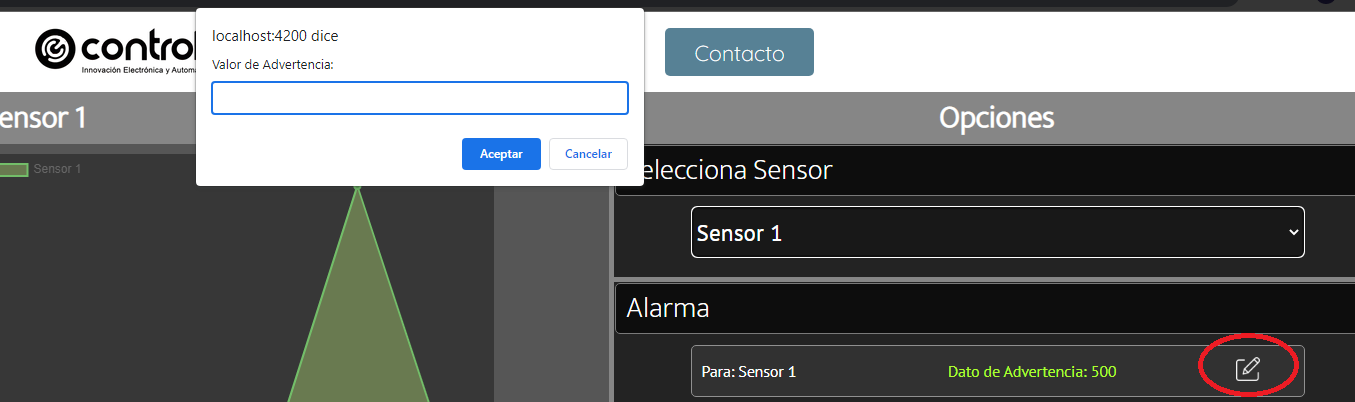 localhost:4200 dice
Valor de Advertencia:
Aceptar
Cancelar
control
Innovación Electrónica y Automa
Contacto
ensor 1
Sensor 1
Opciones
elecciona Sensor
Sensor 1
Alarma
Para: Sensor 1
Dato de Advertencia: 500